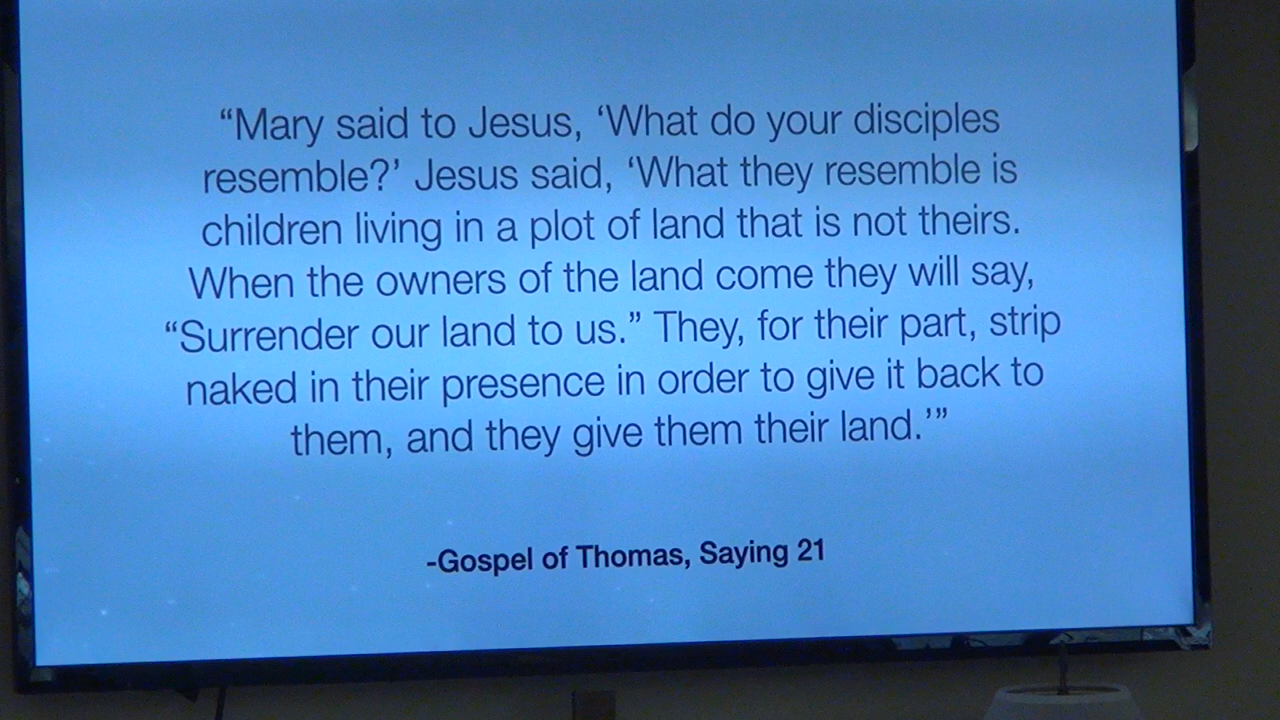 “Mary said to Jesus, ‘What do your disciples
resemble?’ Jesus said, ‘What they resemble is
children living in a plot of land that is not theirs.
When the owners of the land come they will say,
“Surrender our land to us.” They, for their part, strip
naked in their presence in order to give it back to
them, and they give them their land.’”
-Gospel of Thomas, Saying 21